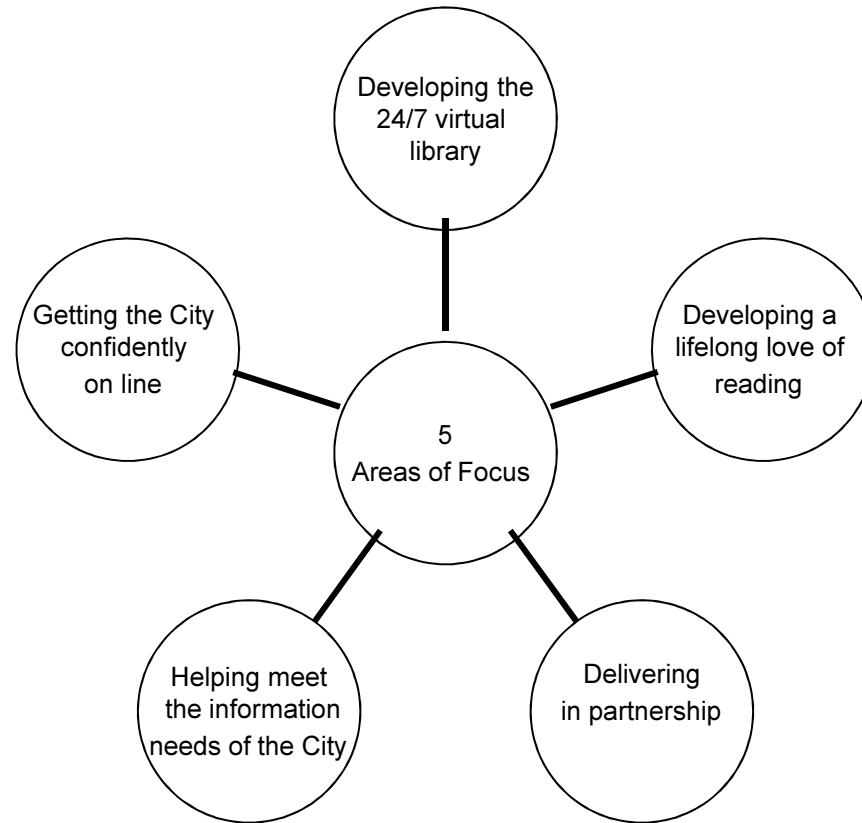 Developing the
24/7 virtual
library
Getting the City
confidently
on line
Developing a
lifelong love of
reading
5
Areas of Focus
Helping meet
the information
needs of the City
Delivering
in partnership